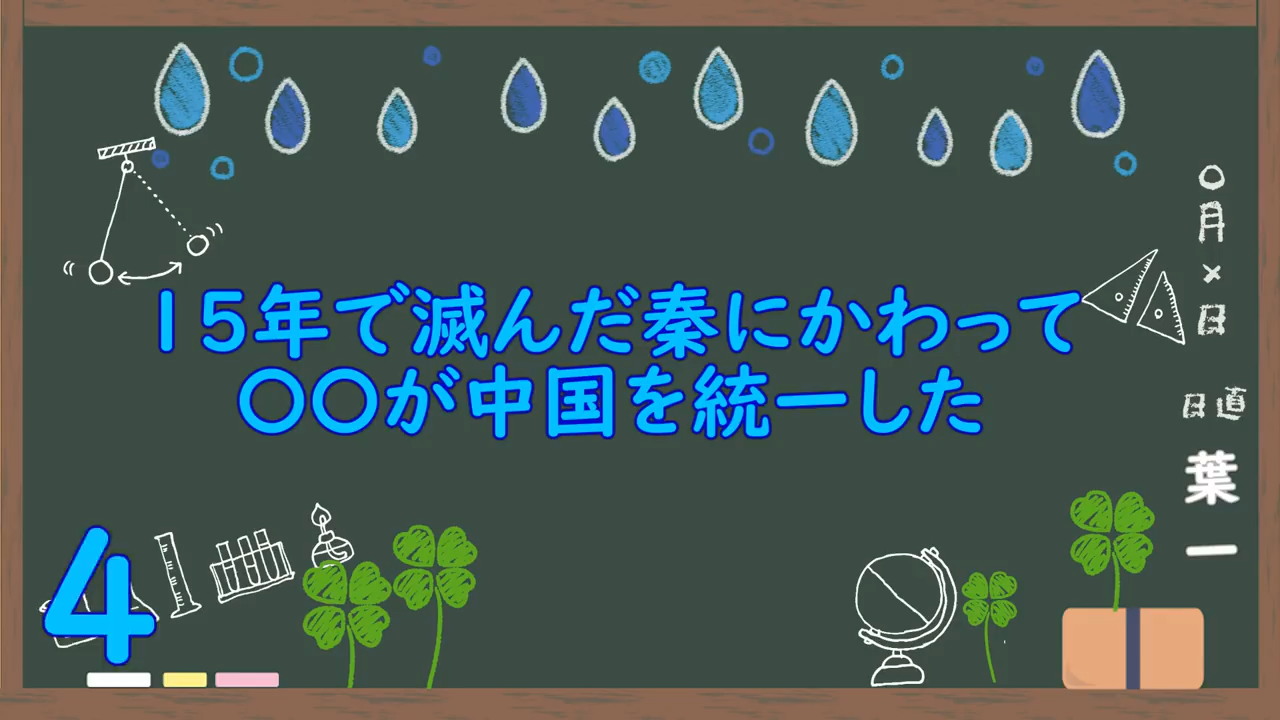 15年で滅んだ秦にかわって
〇〇が中国を統一した
〇月×日
日直
葉一
4